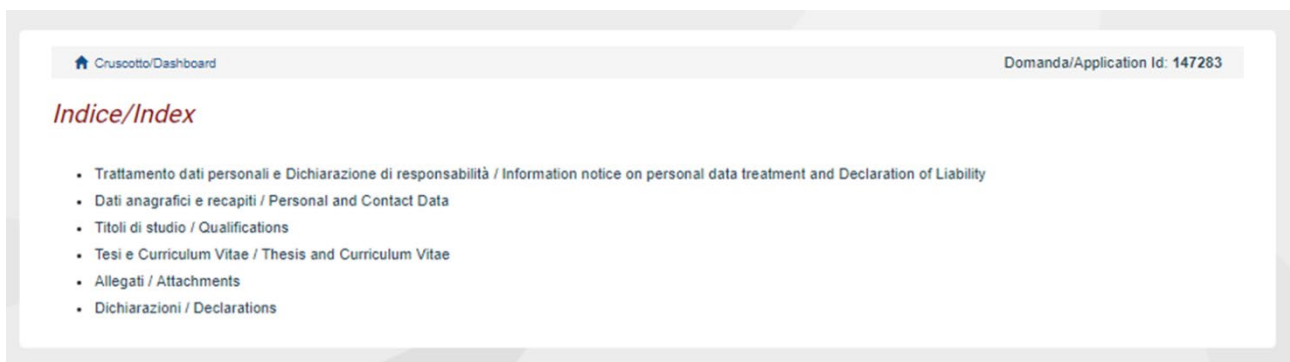 Cruscotto/Dashboard Domanda/Application Id: 147283
Indice/Index
• Trattamento dati personali e Dichiarazione di responsabilità / Information notice on personal data treatment and Declaration of Liability
• Dati anagrafici e recapiti / Personal and Contact Data
• Titoli di studio / Qualifications
• Tesi e Curriculum Vitae / Thesis and Curriculum Vitae
• Allegati / Attachments
• Dichiarazioni / Declarations